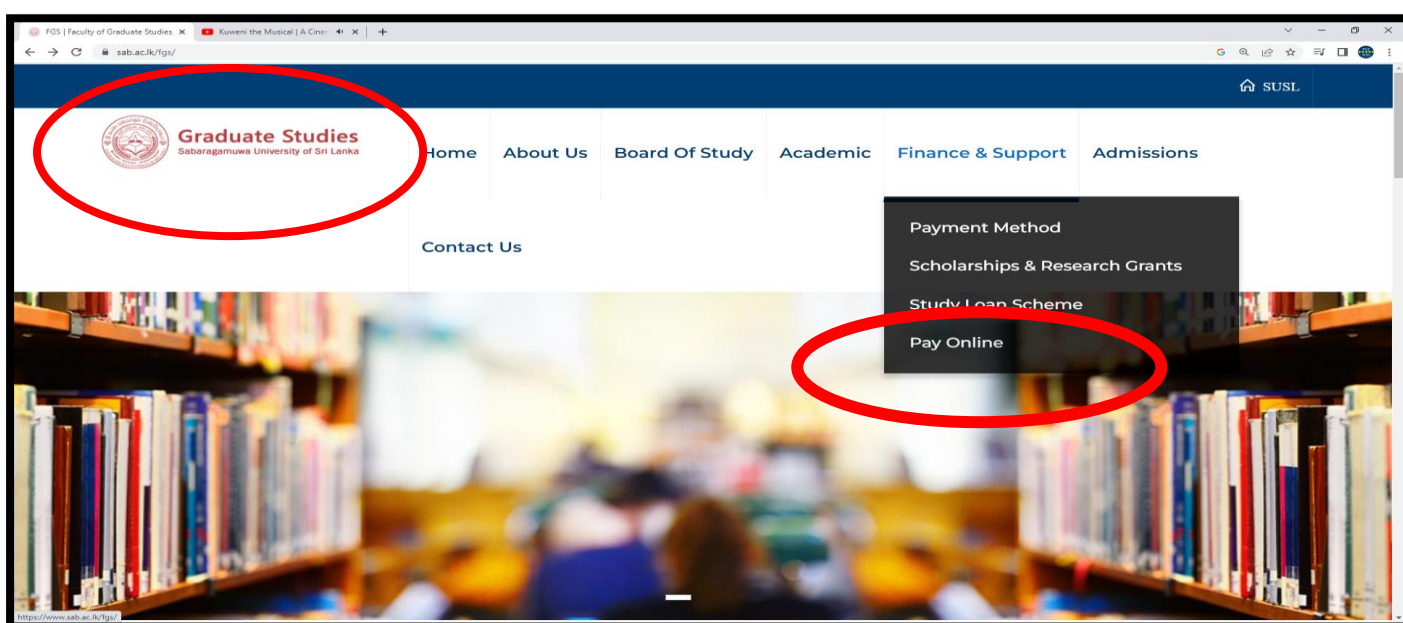 FGS | Faculty of Graduate Studies
Kuweni the Musical | A Cinem
sab.ac.lk/fgs/
SUSL
Graduate Studies
Sabaragamuwa University of Sri Lanka
Home About Us Board Of Study Academic Finance & Support Admissions
Contact Us
Payment Method
Scholarships & Research Grants
Study Loan Scheme
Pay Online
https://www.sab.ac.lk/fgs/